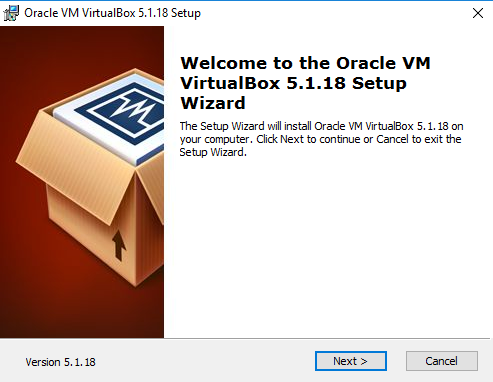 Oracle VM VirtualBox 5.1.18 Setup
Welcome to the Oracle VM
VirtualBox 5.1.18 Setup
Wizard
The Setup Wizard will install Oracle VM VirtualBox 5.1.18 on
your computer. Click Next to continue or Cancel to exit the
Setup Wizard.
Version 5.1.18
Next >
Cancel